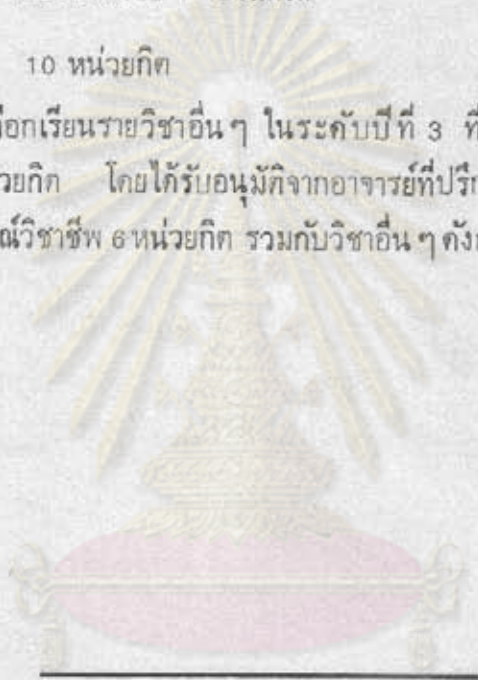 10 หน่วยกิต
ือกเรียนรายวิชาอื่น ๆ ในระดับปีที่ 3 ที่
วยกิต โดยได้รับอนุมัติจากอาจารย์ที่ปรึก
ณ์วิชาชีพ 6 หน่วยกิต รวมกับวิชาอื่น ๆ ดัง